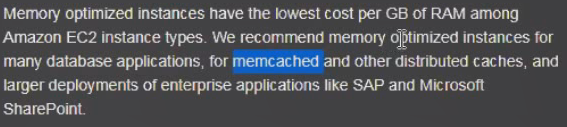 Memory optimized instances have the lowest cost per GB of RAM among
Amazon EC2 instance types. We recommend memory optimized instances for
many database applications, for memcached and other distributed caches, and
larger deployments of enterprise applications like SAP and Microsoft
SharePoint.